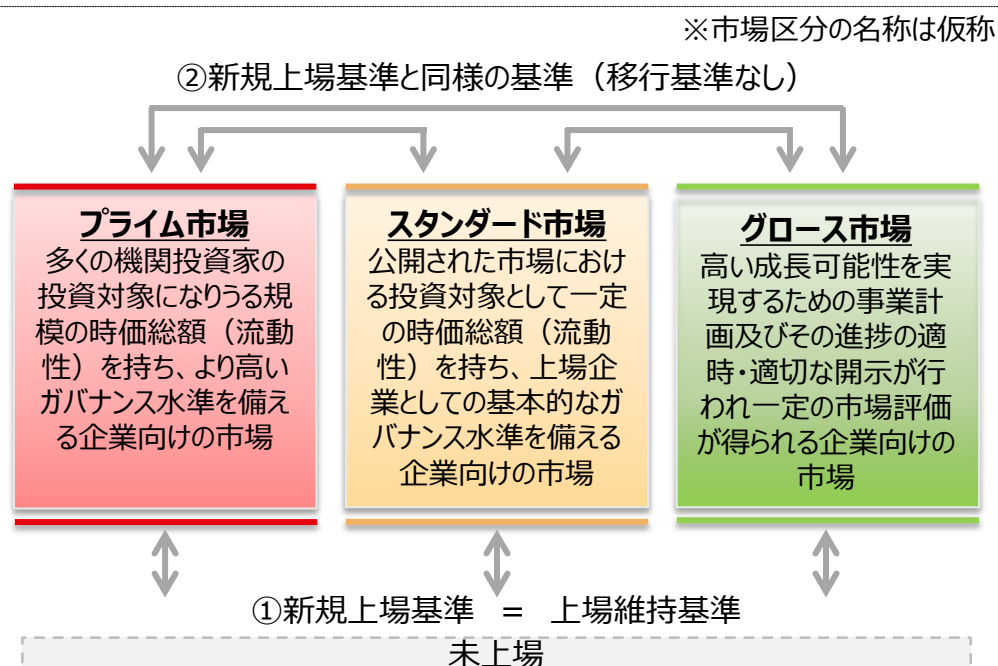 ※市場区分の名称は仮称
②新規上場基準と同様の基準（移行基準なし）
プライム市場
多くの機関投資家の
投資対象になりうる規
模の時価総額（流動
性）を持ち、より高い
ガバナンス水準を備え
る企業向けの市場
スタンダード市場
公開された市場におけ
る投資対象として一定
の時価総額（流動
性）を持ち、上場企
業としての基本的なガ
バナンス水準を備える
企業向けの市場
グロース市場
高い成長可能性を実
現するための事業計
画及びその進捗の適
時・適切な開示が行
われ一定の市場評価
が得られる企業向けの
市場
①新規上場基準 = 上場維持基準
未上場